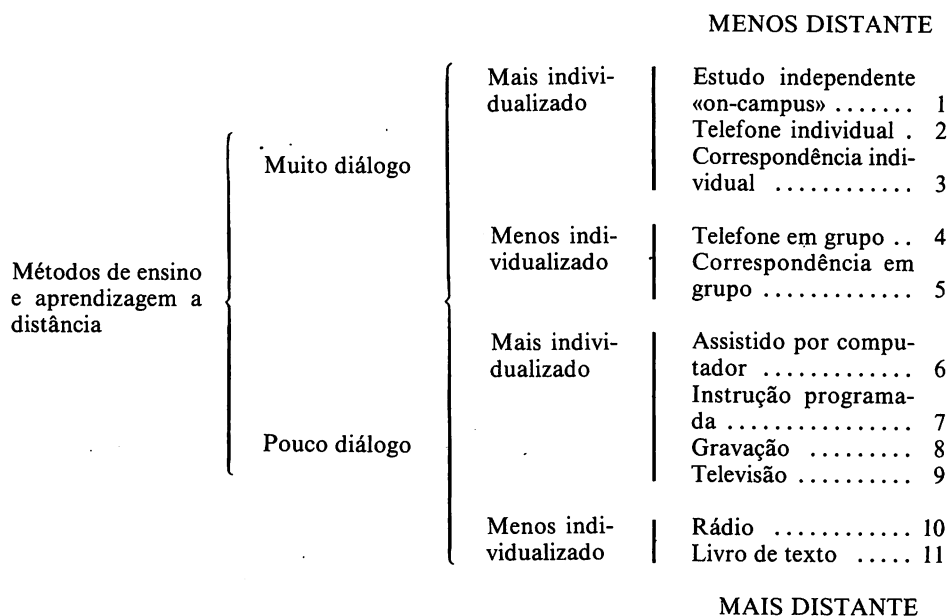 MENOS DISTANTE
Métodos de ensino
e aprendizagem a
distância
Muito diálogo
Mais indivi-
dualizado
Estudo independente
«on-campus» ....... 1
Telefone individual . 2
Correspondência indi-
vidual ............ 3
Menos indi-
vidualizado
Telefone em grupo .. 4
Correspondência em
grupo ............. 5
Pouco diálogo
Mais indivi-
dualizado
Assistido por compu-
tador ............. 6
Instrução programa-
da ................ 7
Gravação ......... 8
Televisão .......... 9
Menos indi-
vidualizado
Rádio ............ 10
Livro de texto ..... 11
MAIS DISTANTE